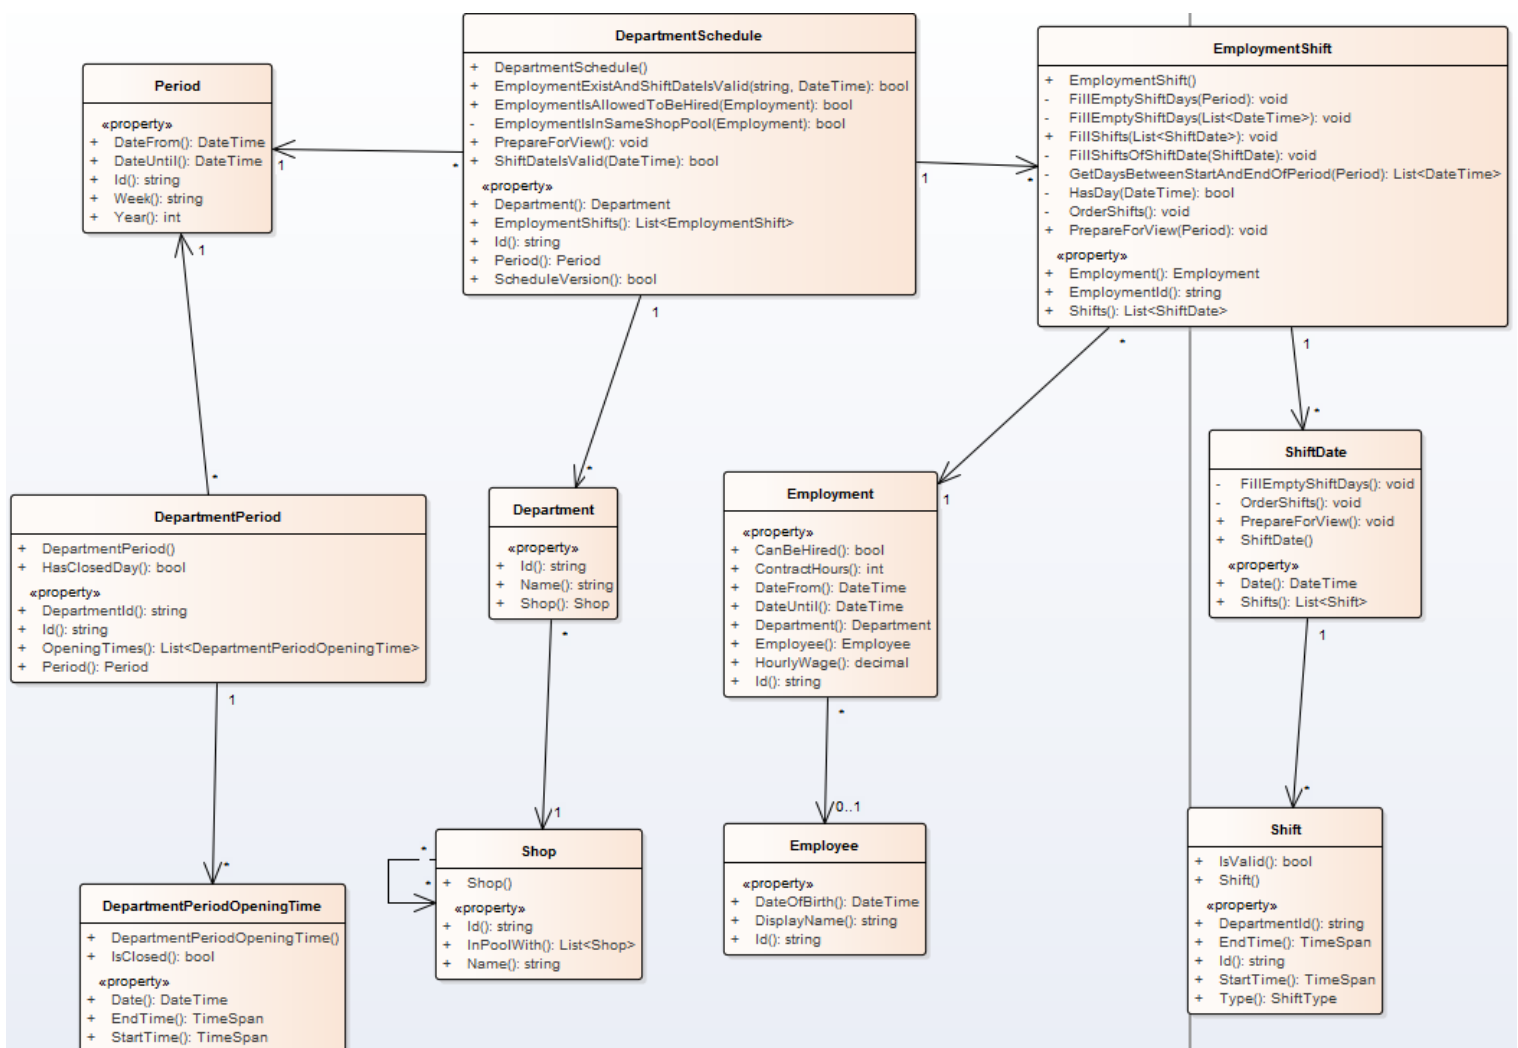 DepartmentSchedule
+ DepartmentSchedule()
+ EmploymentExistAndShiftDateIsValid(string, DateTime): bool
+ EmploymentIsAllowedToBeHired(Employment): bool
- EmploymentIsInSameShopPool(Employment): bool
+ PrepareForView(): void
+ ShiftDateIsValid(DateTime): bool
«property»
+ Department(): Department
+ EmploymentShifts(): List<EmploymentShift>
+ Id(): string
+ Period(): Period
+ ScheduleVersion(): bool
EmploymentShift
+ EmploymentShift()
- FillEmptyShiftDays(Period): void
- FillEmptyShiftDays(List<DateTime>): void
+ FillShifts(List<ShiftDate>): void
- FillShiftsOfShiftDate(ShiftDate): void
- GetDaysBetweenStartAndEndOfPeriod(Period): List<DateTime>
- HasDay(DateTime): bool
- OrderShifts(): void
+ PrepareForView(Period): void
«property»
+ Employment(): Employment
+ EmploymentId(): string
+ Shifts(): List<ShiftDate>
Period
«property»
+ DateFrom(): DateTime
+ DateUntil(): DateTime
+ Id(): string
+ Week(): string
+ Year(): int
1
*
1
*
1
1
*
1
*
*
*
1
ShiftDate
- FillEmptyShiftDays(): void
- OrderShifts(): void
+ PrepareForView(): void
+ ShiftDate()
«property»
+ Date(): DateTime
+ Shifts(): List<Shift>
Employment
«property»
+ CanBeHired(): bool
+ ContractHours(): int
+ DateFrom(): DateTime
+ DateUntil(): DateTime
+ Department(): Department
+ Employee(): Employee
+ HourlyWage(): decimal
+ Id(): string
Department
«property»
+ Id(): string
+ Name(): string
+ Shop(): Shop
DepartmentPeriod
+ DepartmentPeriod()
+ HasClosedDay(): bool
«property»
+ DepartmentId(): string
+ Id(): string
+ OpeningTimes(): List<DepartmentPeriodOpeningTime>
+ Period(): Period
*
1
1
*
*
1
0..1
*
*
*
*
Shift
+ IsValid(): bool
+ Shift()
«property»
+ DepartmentId(): string
+ EndTime(): TimeSpan
+ Id(): string
+ StartTime(): TimeSpan
+ Type(): ShiftType
Employee
«property»
+ DateOfBirth(): DateTime
+ DisplayName(): string
+ Id(): string
Shop
+ Shop()
«property»
+ Id(): string
+ InPoolWith(): List<Shop>
+ Name(): string
DepartmentPeriodOpeningTime
+ DepartmentPeriodOpeningTime()
+ IsClosed(): bool
«property»
+ Date(): DateTime
+ EndTime(): TimeSpan
+ StartTime(): TimeSpan